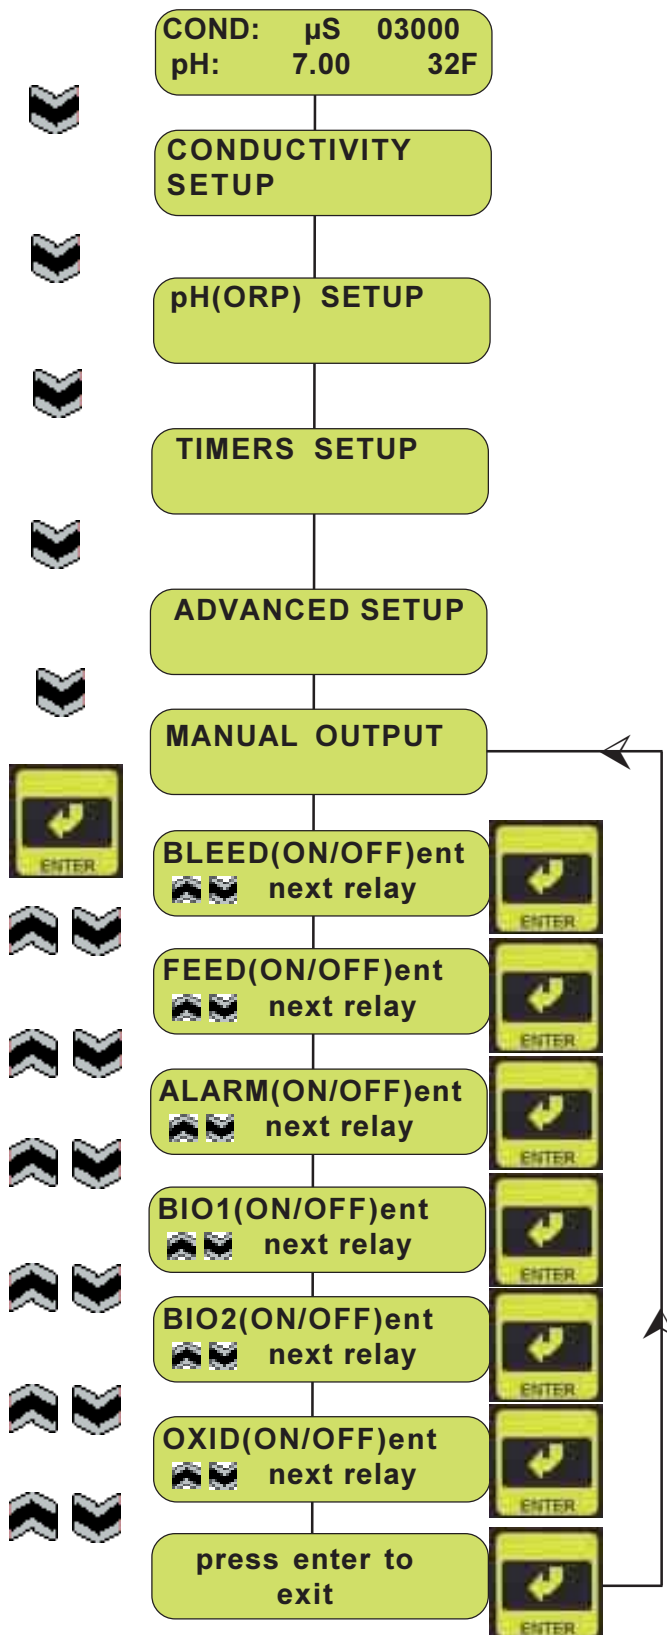 COND: µS 03000
pH: 7.00 32F
CONDUCTIVITY
SETUP
pH(ORP) SETUP
TIMERS SETUP
ADVANCED SETUP
MANUAL OUTPUT
ENTER
BLEED(ON/OFF)ent
next relay
ENTER
FEED(ON/OFF)ent
next relay
ENTER
ALARM(ON/OFF)ent
next relay
ENTER
BIO1(ON/OFF)ent
next relay
ENTER
BIO2(ON/OFF)ent
next relay
ENTER
OXID(ON/OFF)ent
next relay
ENTER
press enter to
exit
ENTER